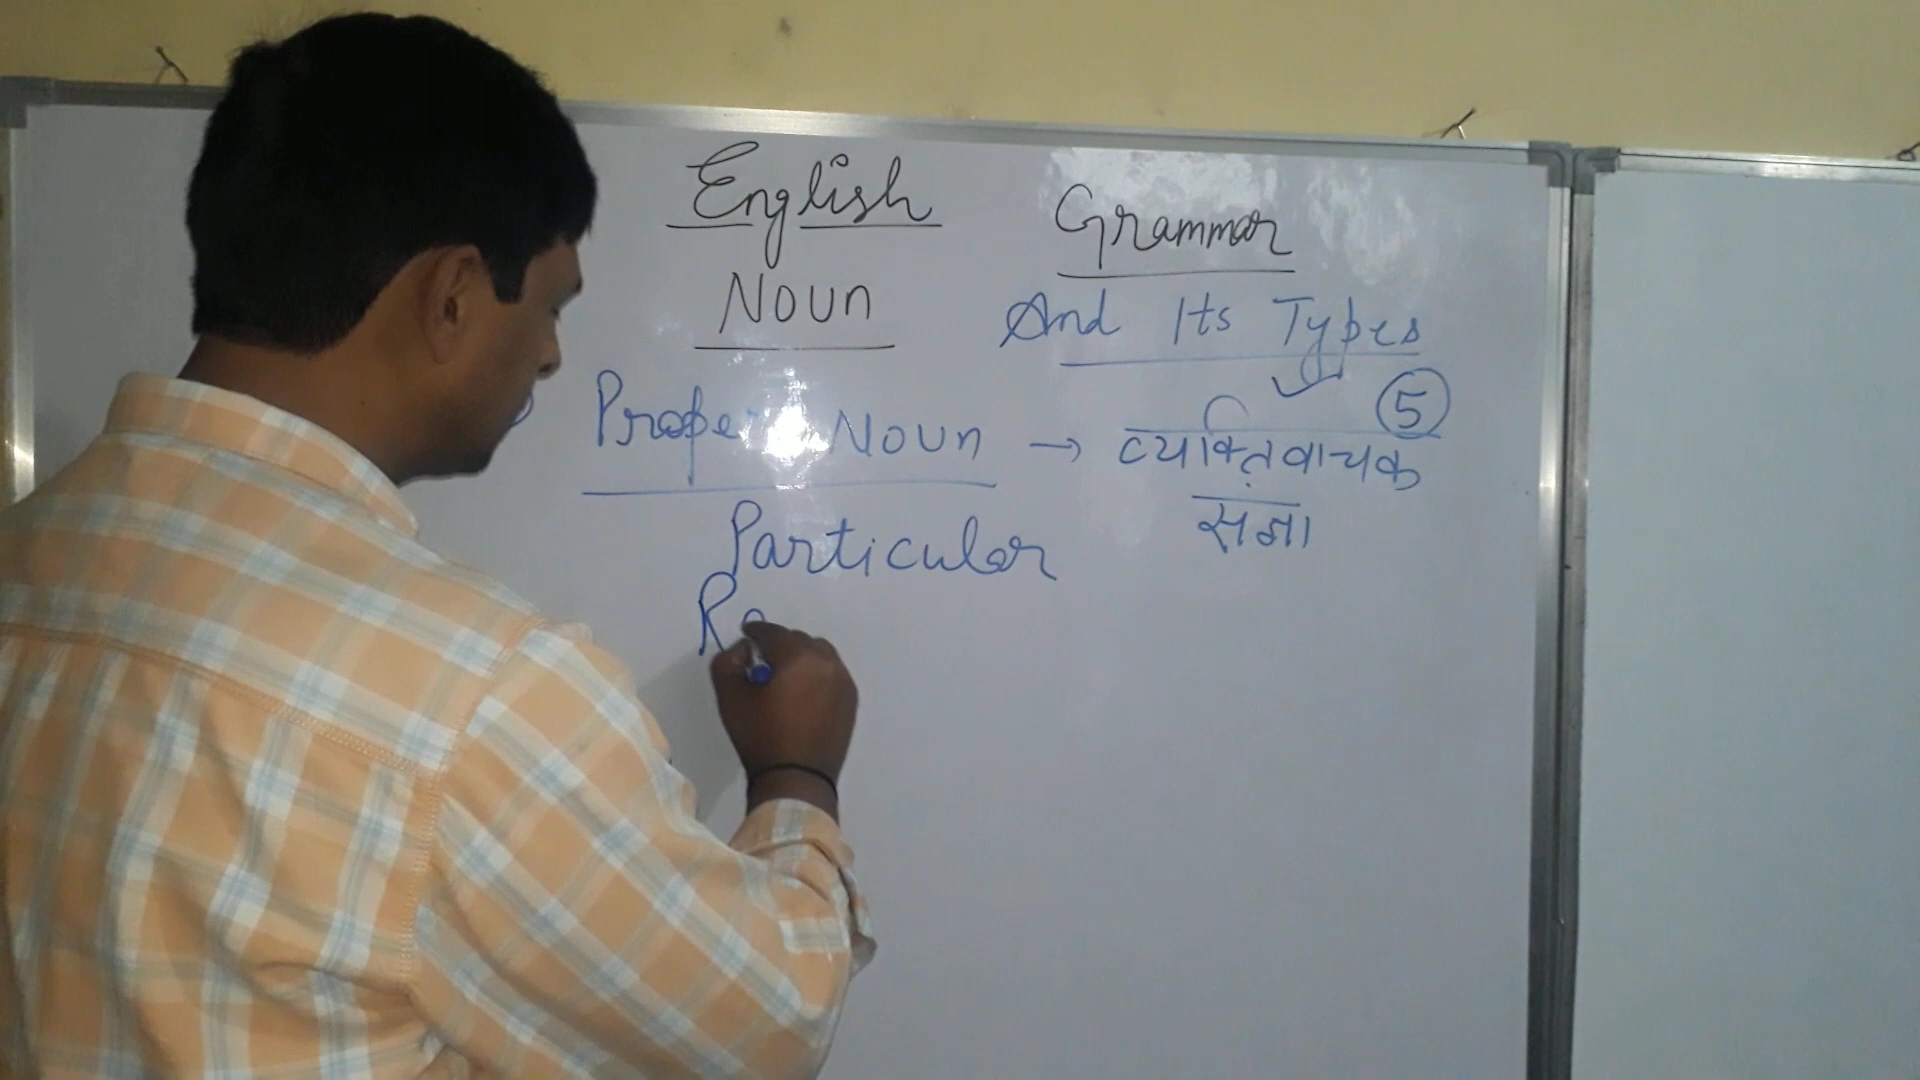 English Grammar
Noun And Its Types
5
Proper Noun → व्यक्तिवाचक
संज्ञा
Particular